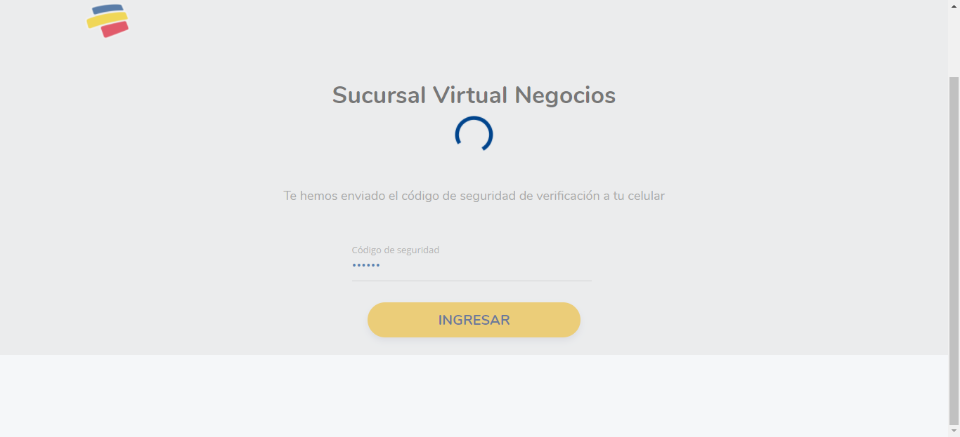 Sucursal Virtual Negocios
Te hemos enviado el código de seguridad de verificación a tu celular
Código de seguridad
••••••
INGRESAR